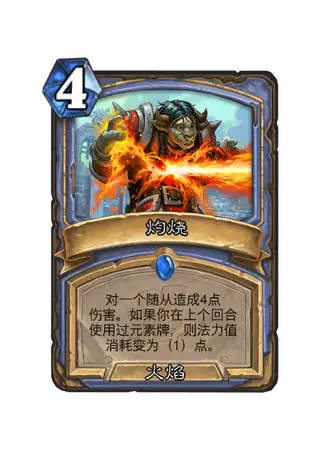 4
灼烧
对一个随从造成4点
伤害。如果你在上个回合
使用过元素牌，则法力值
消耗变为（1）点。
火焰